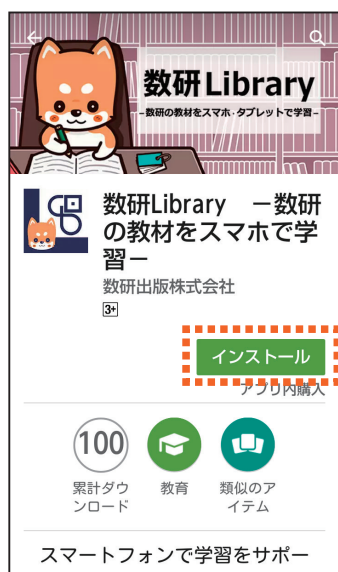 数研Library
-数研の教材をスマホ・タブレットで学習-
数研Library －数研
の教材をスマホで学
習－
数研出版株式会社
3+
インストール
アプリ内購入
100
累計ダウ
ンロード
教育
類似のア
イテム
スマートフォンで学習をサポー